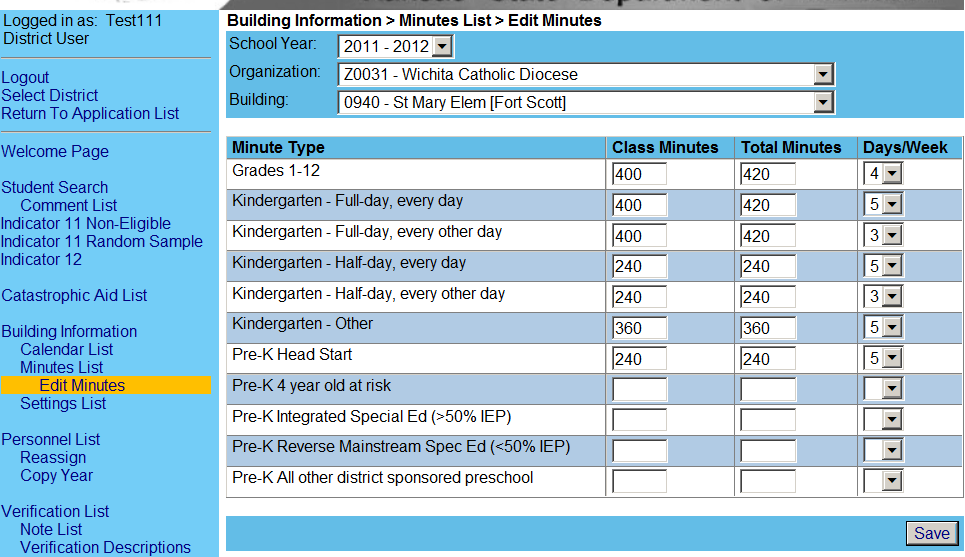 Kansas State Department of
Logged in as: Test111
District User
Logout
Select District
Return To Application List
Welcome Page
Student Search
Comment List
Indicator 11 Non-Eligible
Indicator 11 Random Sample
Indicator 12
Catastrophic Aid List
Building Information
Calendar List
Minutes List
Edit Minutes
Settings List
Personnel List
Reassign
Copy Year
Verification List
Note List
Verification Descriptions
Building Information > Minutes List > Edit Minutes
School Year: 2011 - 2012
Organization: Z0031 - Wichita Catholic Diocese
Building: 0940 - St Mary Elem [Fort Scott]
Minute Type Class Minutes Total Minutes Days/Week
Grades 1-12 400 420 4
Kindergarten - Full-day, every day 400 420 5
Kindergarten - Full-day, every other day 400 420 3
Kindergarten - Half-day, every day 240 240 5
Kindergarten - Half-day, every other day 240 240 3
Kindergarten - Other 360 360 5
Pre-K Head Start 240 240 5
Pre-K 4 year old at risk
Pre-K Integrated Special Ed (>50% IEP)
Pre-K Reverse Mainstream Spec Ed (<50% IEP)
Pre-K All other district sponsored preschool
Save